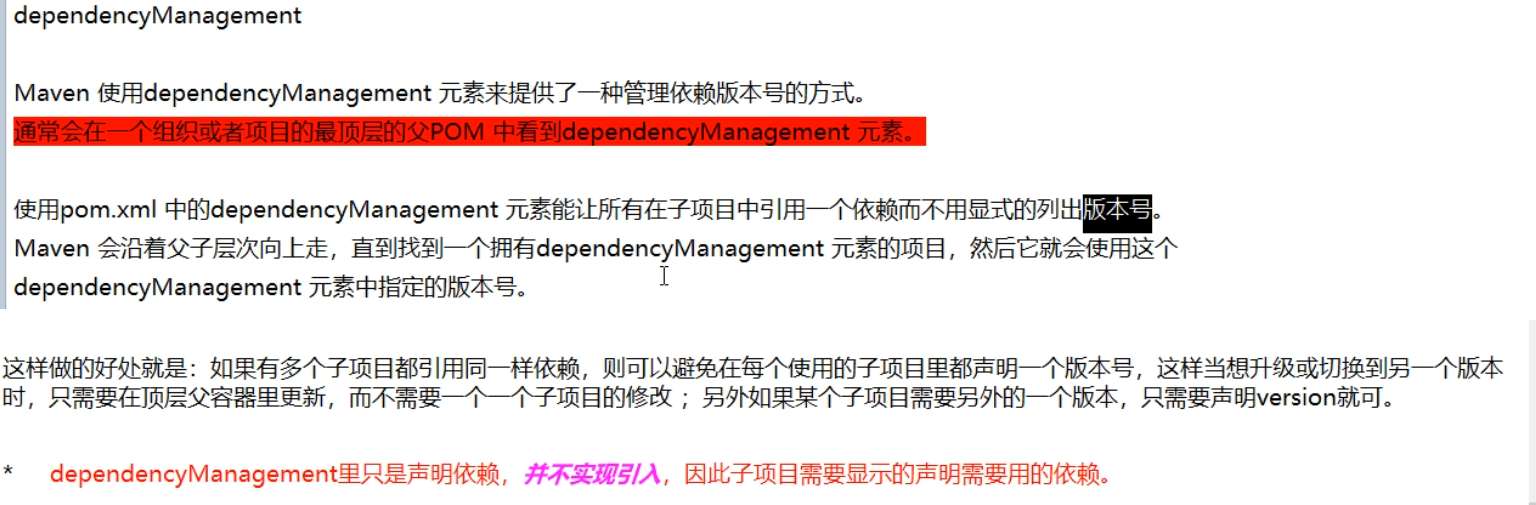 dependencyManagement
Maven 使用dependencyManagement 元素来提供了一种管理依赖版本号的方式。
通常会在一个组织或者项目的最顶层的父POM 中看到dependencyManagement 元素。
使用pom.xml 中的dependencyManagement 元素能让所有在子项目中引用一个依赖而不用显式的列出版本号。
Maven 会沿着父子层次向上走，直到找到一个拥有dependencyManagement 元素的项目，然后它就会使用这个
dependencyManagement 元素中指定的版本号。
这样做的好处就是：如果有多个子项目都引用同一样依赖，则可以避免在每个使用的子项目里都声明一个版本号，这样当想升级或切换到另一个版本
时，只需要在顶层父容器里更新，而不需要一个一个子项目的修改 ；另外如果某个子项目需要另外的一个版本，只需要声明version就可。
* dependencyManagement里只是声明依赖，并不实现引入，因此子项目需要显示的声明需要用的依赖。